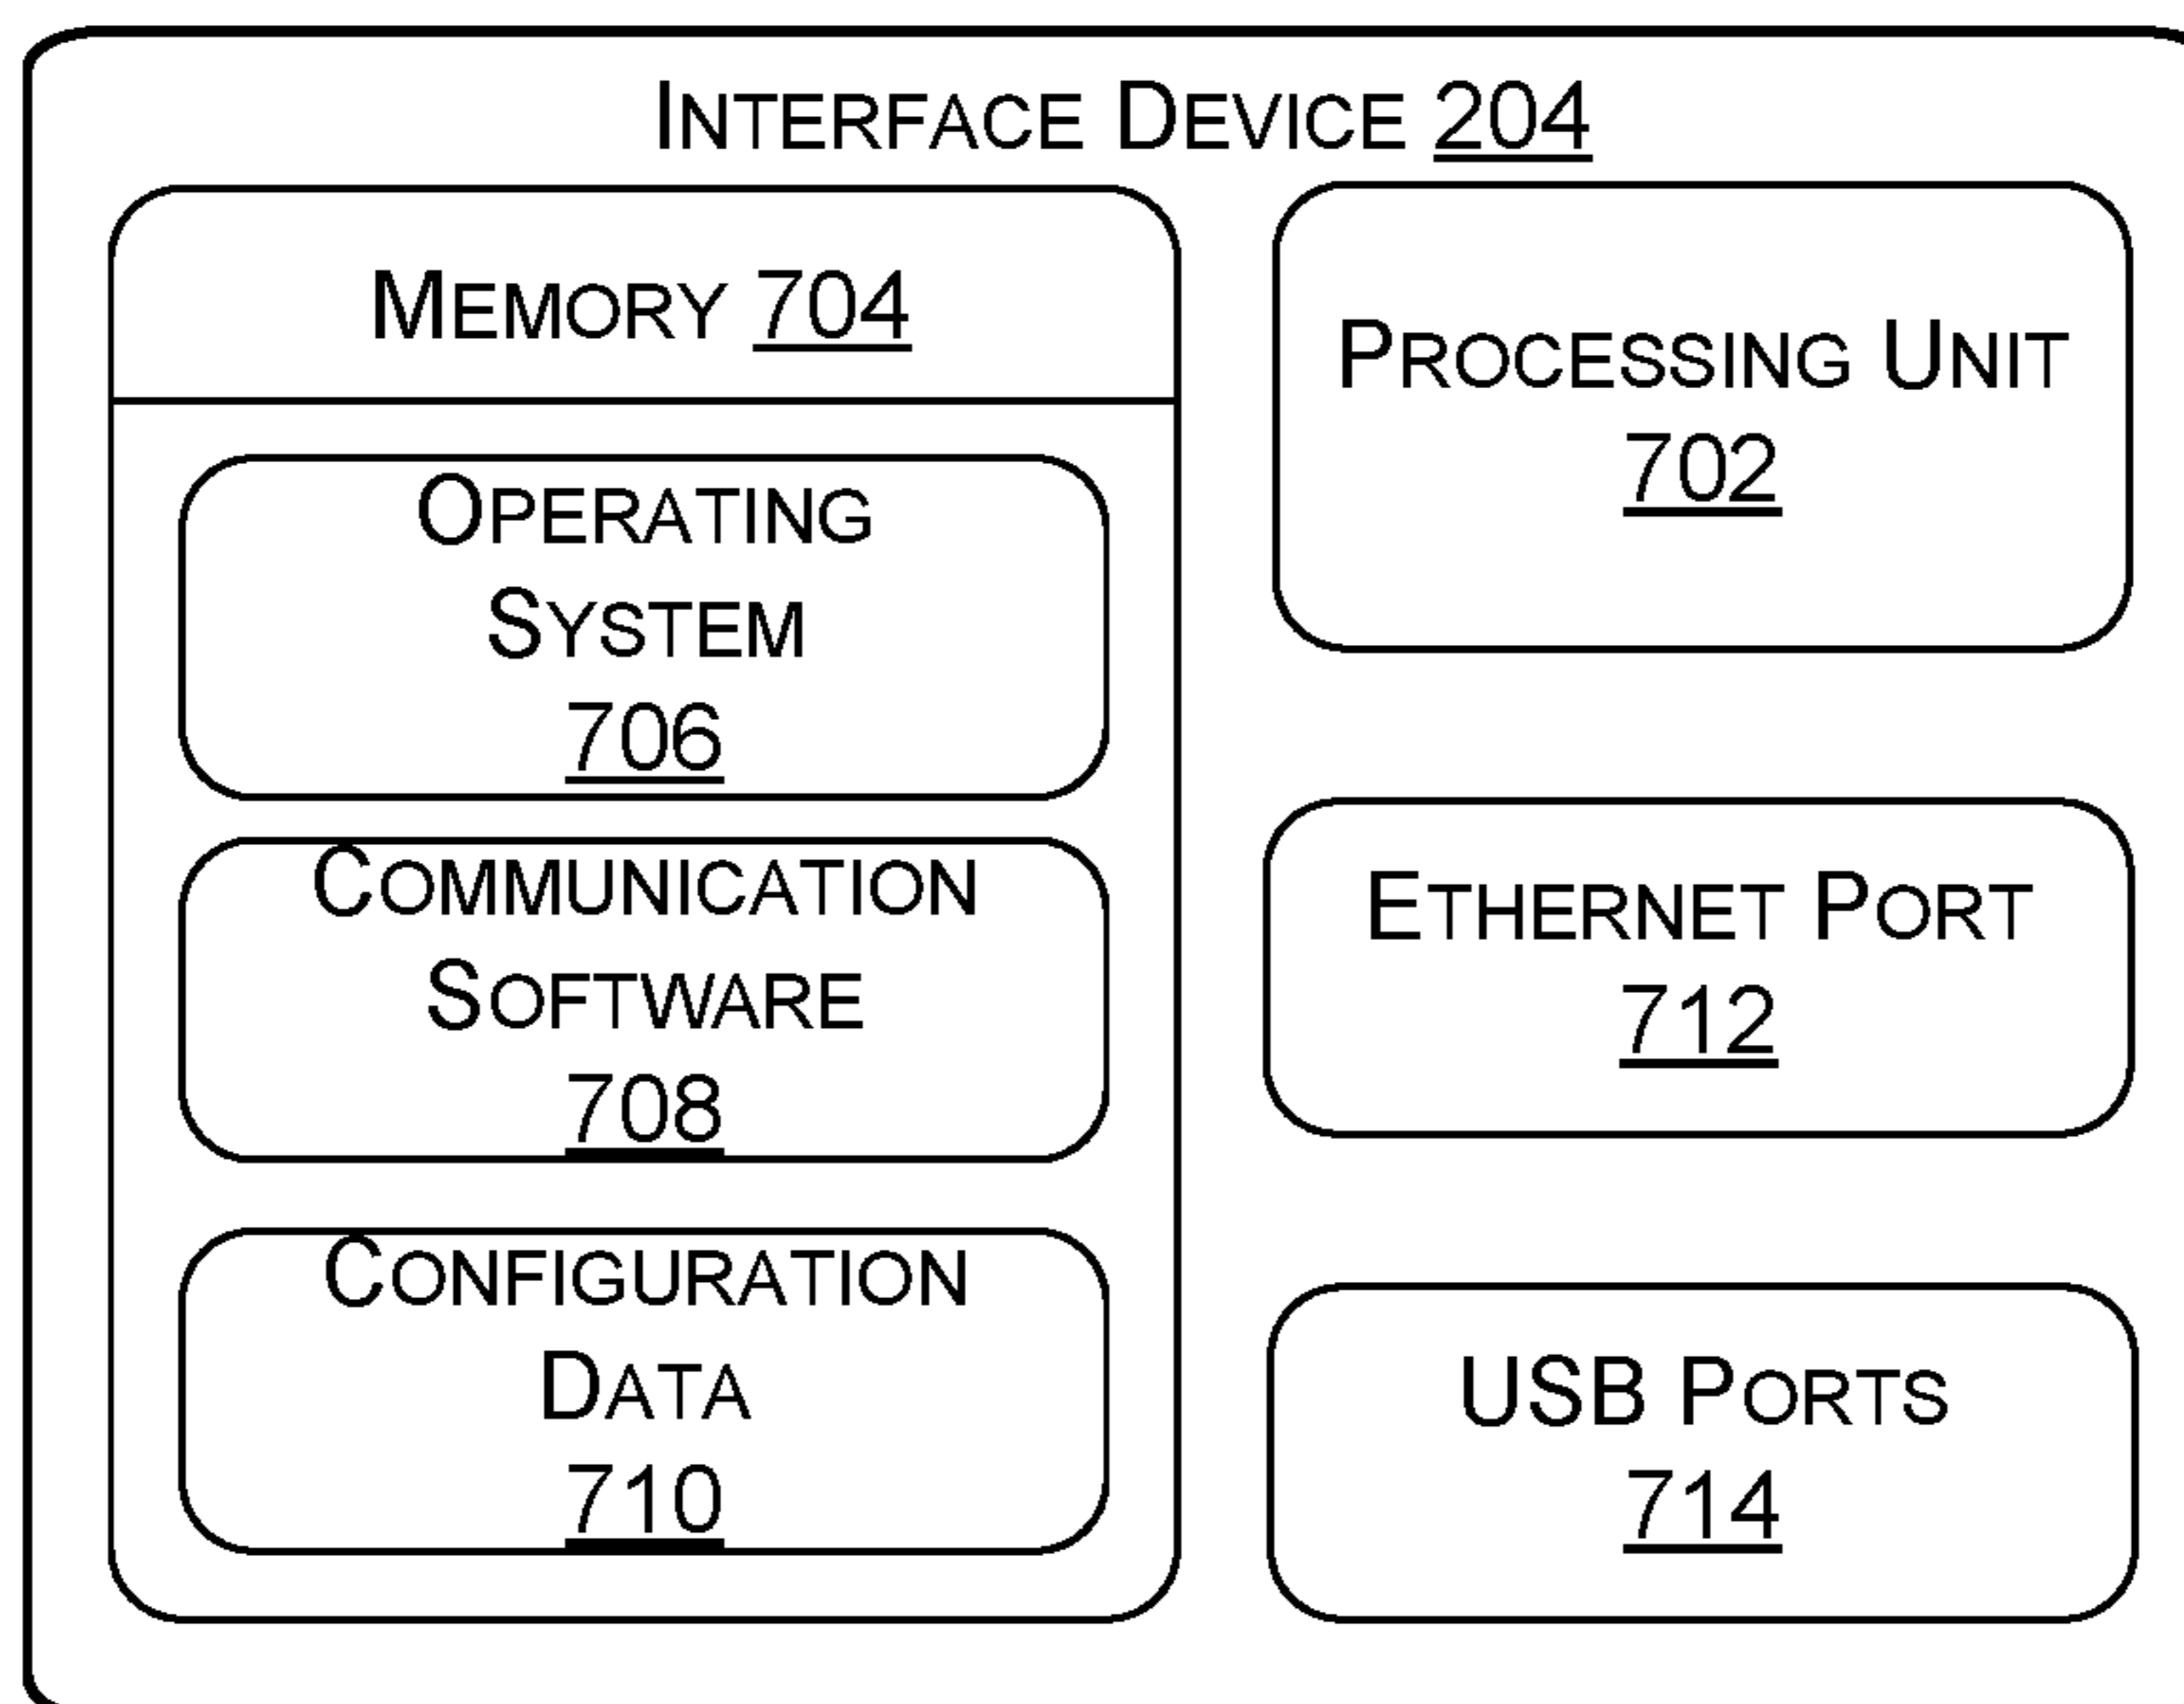 INTERFACE DEVICE 204
MEMORY 704
OPERATING
SYSTEM
706
COMMUNICATION
SOFTWARE
708
CONFIGURATION
DATA
710
PROCESSING UNIT
702
ETHERNET PORT
712
USB PORTS
714